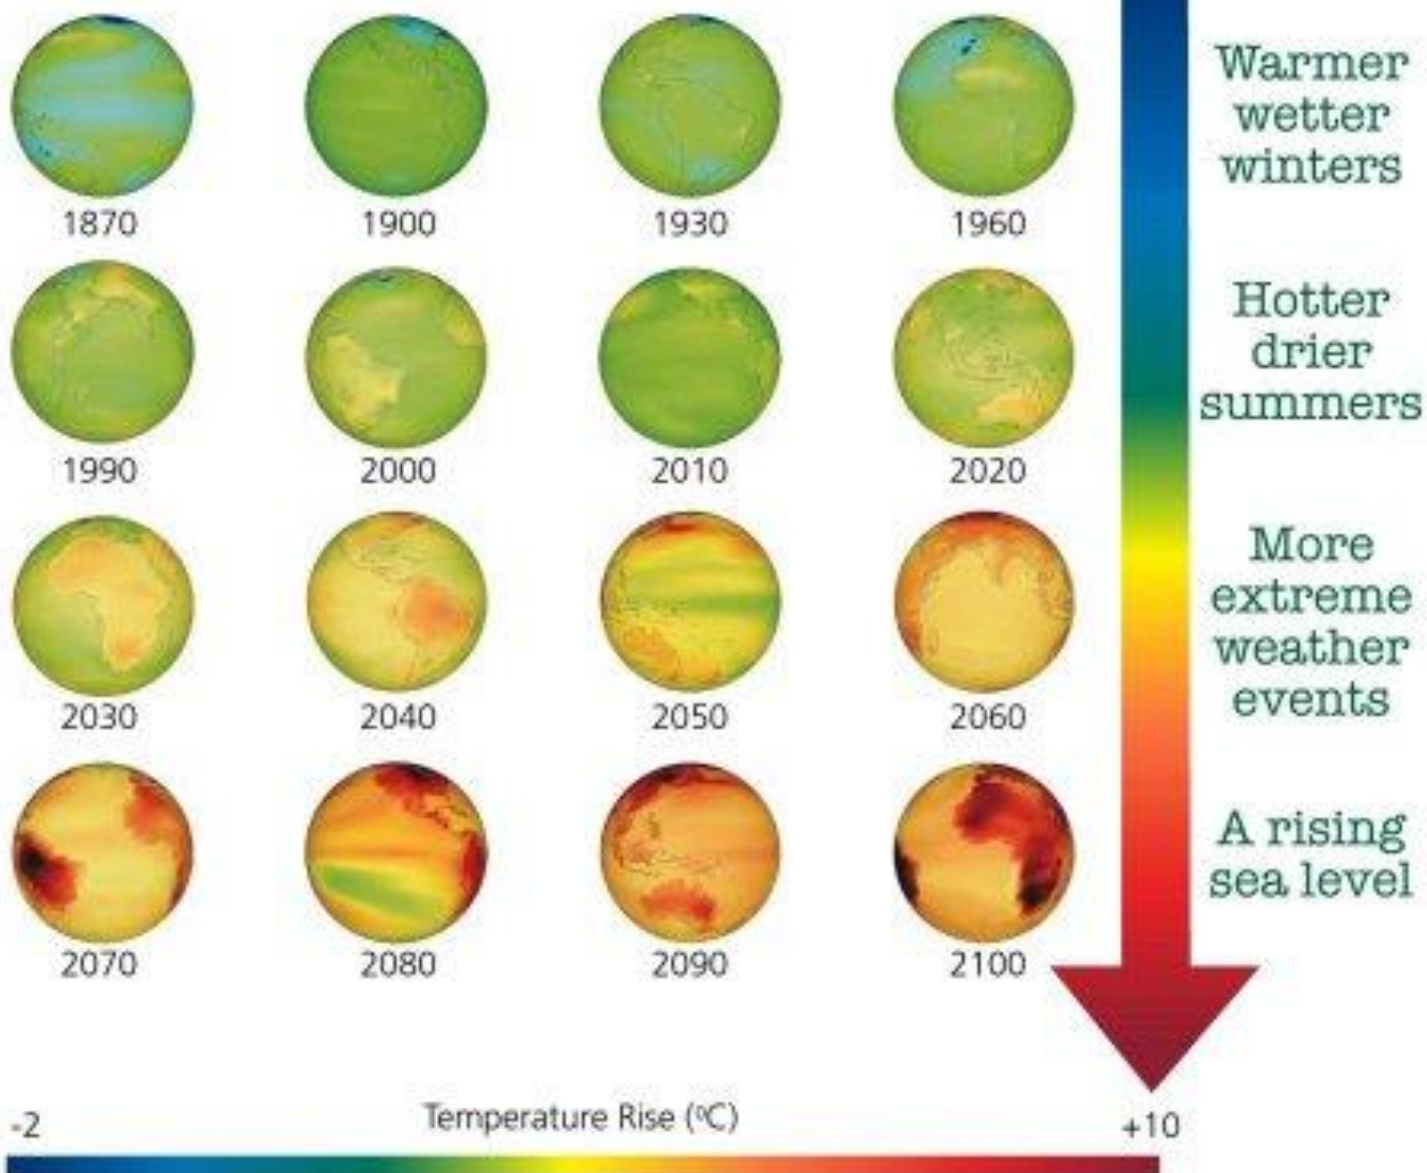 1870
1900
1930
1960
Warmer
wetter
winters
1990
2000
2010
2020
Hotter
drier
summers
2030
2040
2050
2060
More
extreme
weather
events
2070
2080
2090
2100
A rising
sea level
-2
Temperature Rise (ºC)
+10